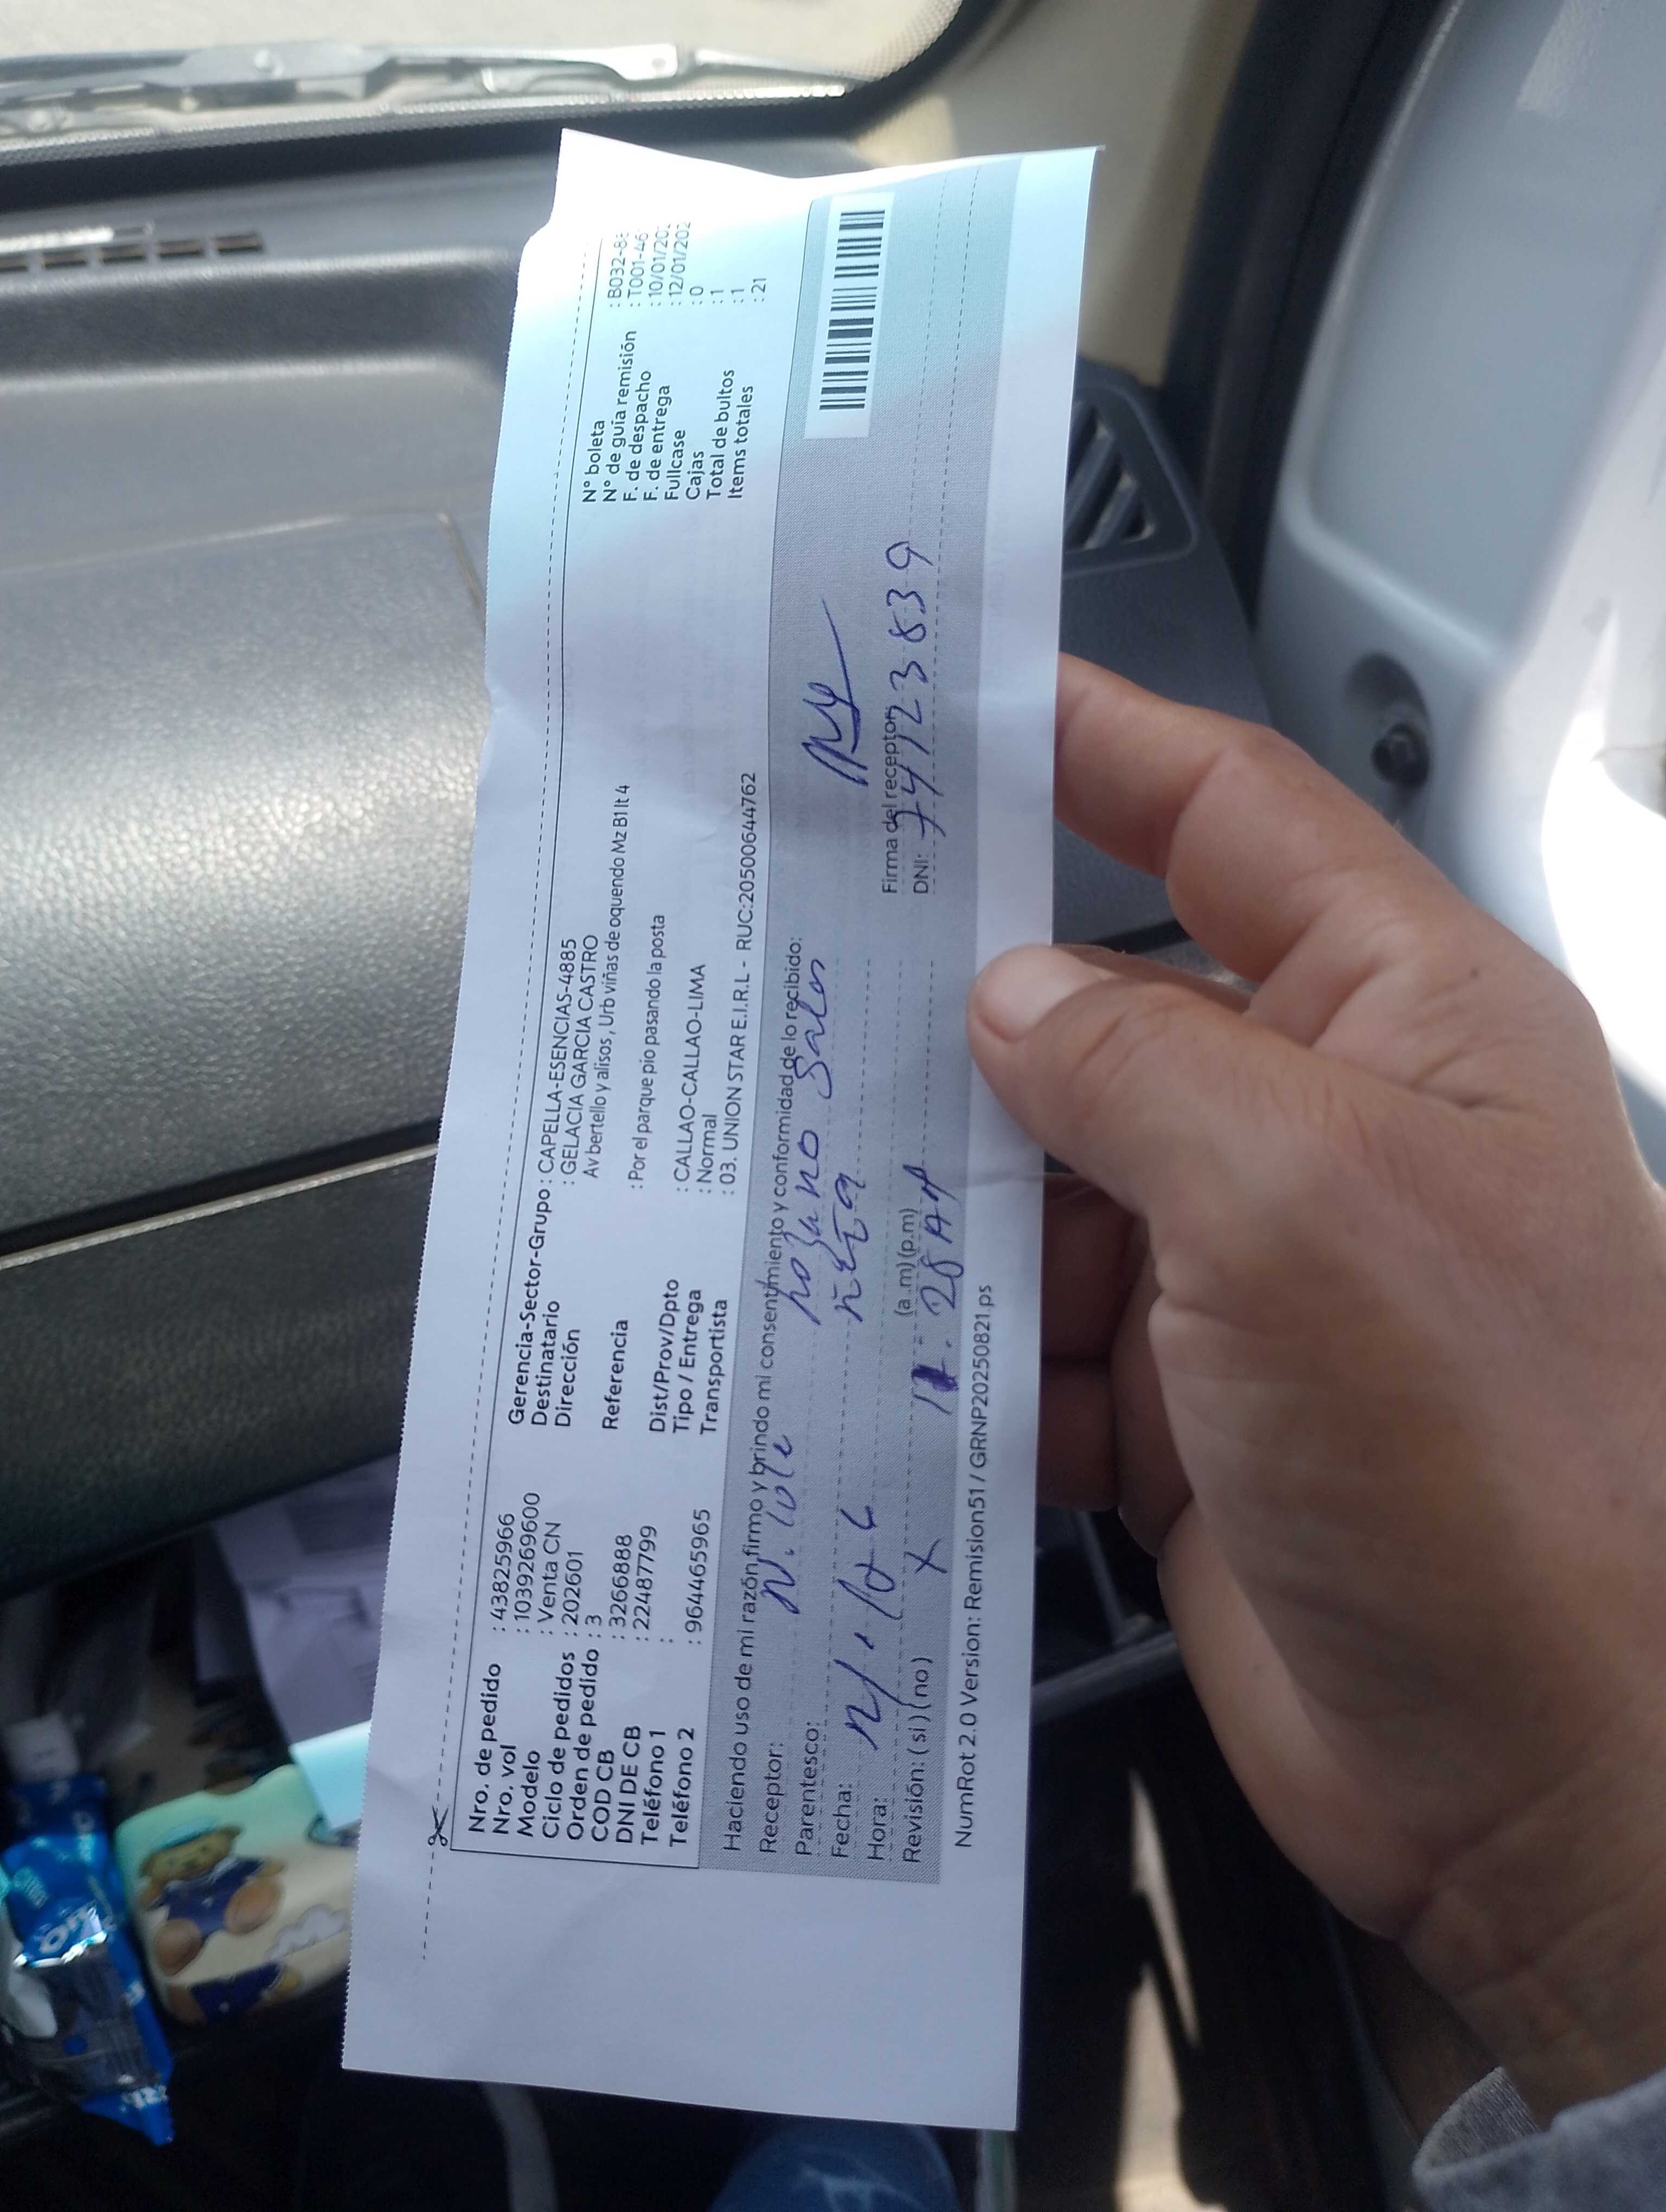 Nro. de pedido : 43825966
Nro. vol : 1039269600
Modelo : Venta CN
Ciclo de pedidos : 202601
Orden de pedido : 3
COD CB : 3266888
DNI DE CB : 22487799
Teléfono 1 :
Teléfono 2 : 964465965
Gerencia-Sector-Grupo : CAPELLA-ESENCIAS-4885
Destinatario : GELACIA GARCIA CASTRO
Dirección Av bertello y alisos , Urb viñas de oquendo Mz B1 lt 4
Referencia : Por el parque pio pasando la posta
Dist/Prov/Dpto : CALLAO-CALLAO-LIMA
Tipo / Entrega : Normal
Transportista : 03. UNION STAR E.I.R.L - RUC:20500644762
N° boleta : B032-8
N° de guía remisión : T001-46
F. de despacho : 10/01/202
F. de entrega : 12/01/202
Fullcase : 0
Cajas : 1
Total de bultos : 1
Items totales : 21
Haciendo uso de mi razón,firmo y brindo mi consentimiento y conformidad de lo recibido:
Receptor: Nicole
Parentesco:
Fecha:
Hora: (a.m)(p.m)
Revisión: (si)(no) X
Firma del receptor
DNI: 74723839
NumRot 2.0 Version: Remision51 / GRNP20250821.ps